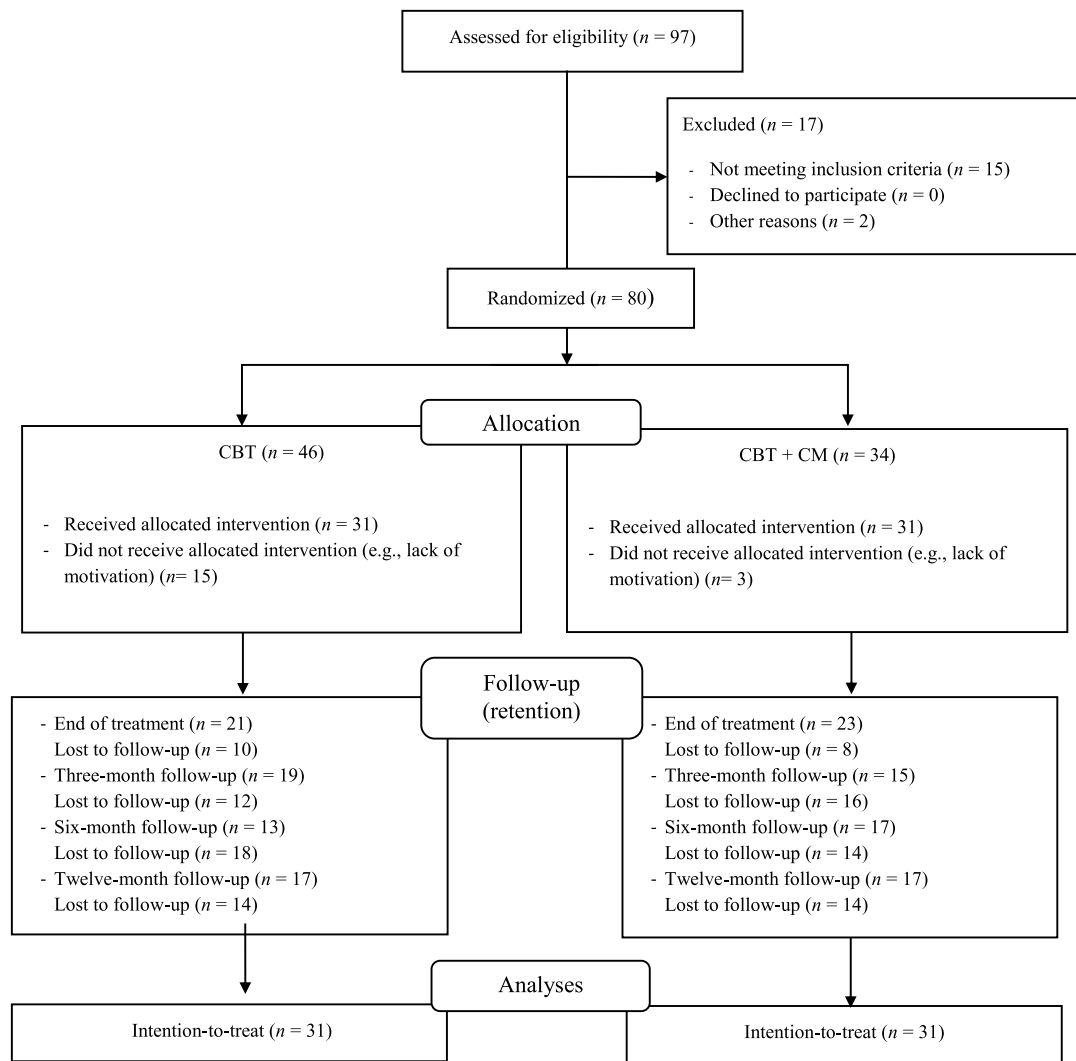 Assessed for eligibility (n = 97)
Excluded (n = 17)
- Not meeting inclusion criteria (n = 15)
- Declined to participate (n = 0)
- Other reasons (n = 2)
Randomized (n = 80)
Allocation
CBT (n = 46)
- Received allocated intervention (n = 31)
- Did not receive allocated intervention (e.g., lack of
motivation) (n= 15)
CBT + CM (n = 34)
- Received allocated intervention (n = 31)
- Did not receive allocated intervention (e.g., lack of
motivation) (n= 3)
Follow-up
(retention)
- End of treatment (n = 21)
Lost to follow-up (n = 10)
- Three-month follow-up (n = 19)
Lost to follow-up (n = 12)
- Six-month follow-up (n = 13)
Lost to follow-up (n = 18)
- Twelve-month follow-up (n = 17)
Lost to follow-up (n = 14)
- End of treatment (n = 23)
Lost to follow-up (n = 8)
- Three-month follow-up (n = 15)
Lost to follow-up (n = 16)
- Six-month follow-up (n = 17)
Lost to follow-up (n = 14)
- Twelve-month follow-up (n = 17)
Lost to follow-up (n = 14)
Analyses
Intention-to-treat (n = 31)
Intention-to-treat (n = 31)